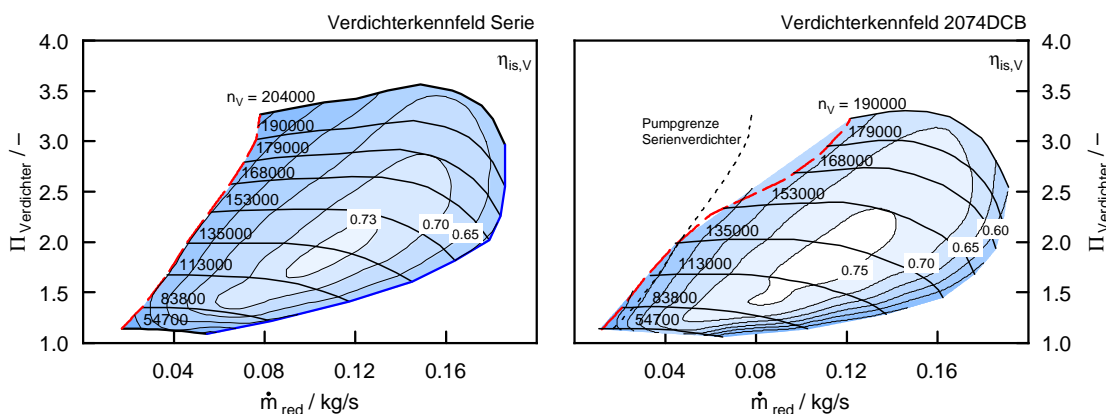 Verdichterkennfeld Serie
4.0
3.5
3.0
2.5
2.0
1.5
1.0
Π Verdichter / –
η is,V
n V = 204000
190000
179000
168000
153000
135000
113000
83800
54700
0.73
0.70
0.65
0.04 0.08 0.12 0.16
ṁ red / kg/s
Verdichterkennfeld 2074DCB
η is,V
n V = 190000
Pumpgrenze
Serienverdichter
179000
168000
153000
135000
113000
83800
54700
0.60
0.65
0.70
0.75
4.0
3.5
3.0
2.5
2.0
1.5
1.0
Π Verdichter / –
0.04 0.08 0.12 0.16
ṁ red / kg/s